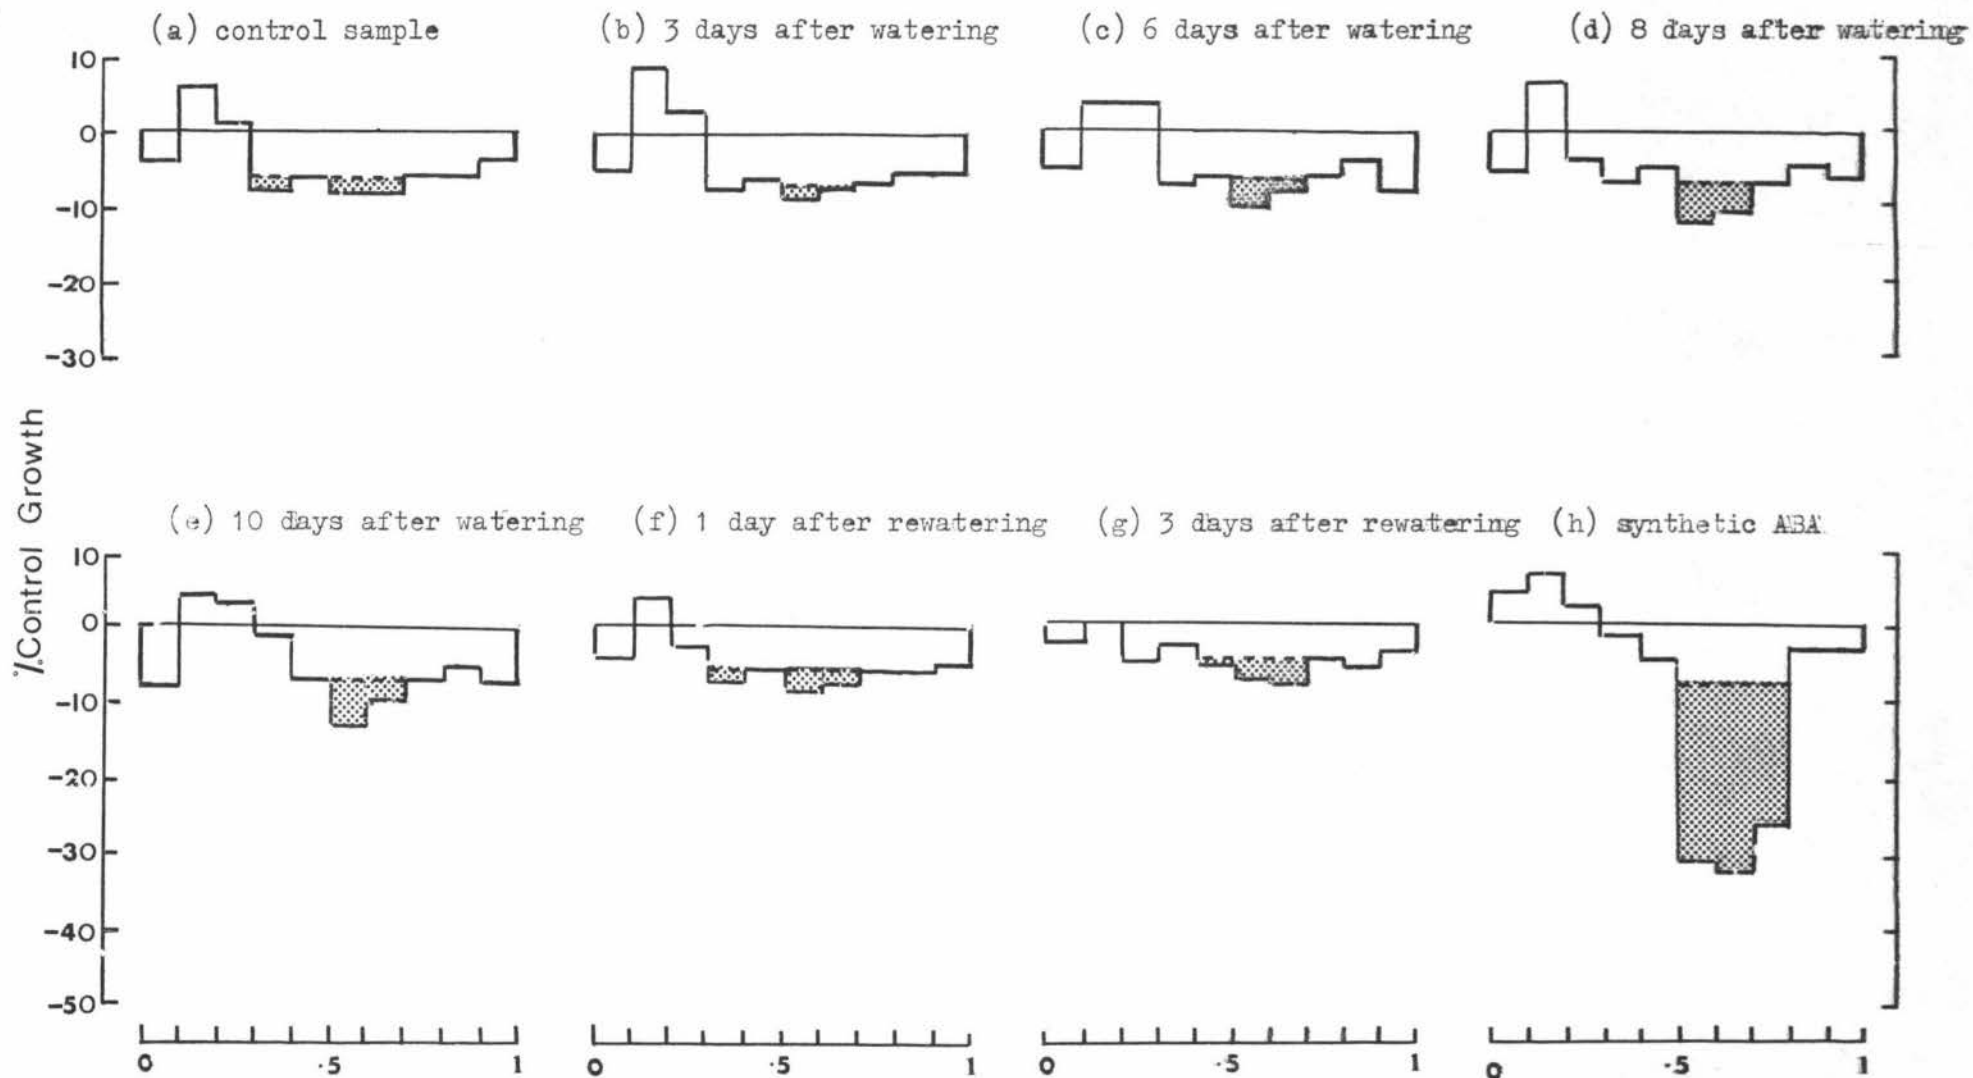 (a) control sample
(b) 3 days after watering
(c) 6 days after watering
(d) 8 days after watering
10
0
-10
-20
-30
%Control Growth
(e) 10 days after watering
(f) 1 day after rewatering
(g) 3 days after rewatering
(h) synthetic ABA
10
0
-10
-20
-30
-40
-50
0 .5 1
0 .5 1
0 .5 1
0 .5 1